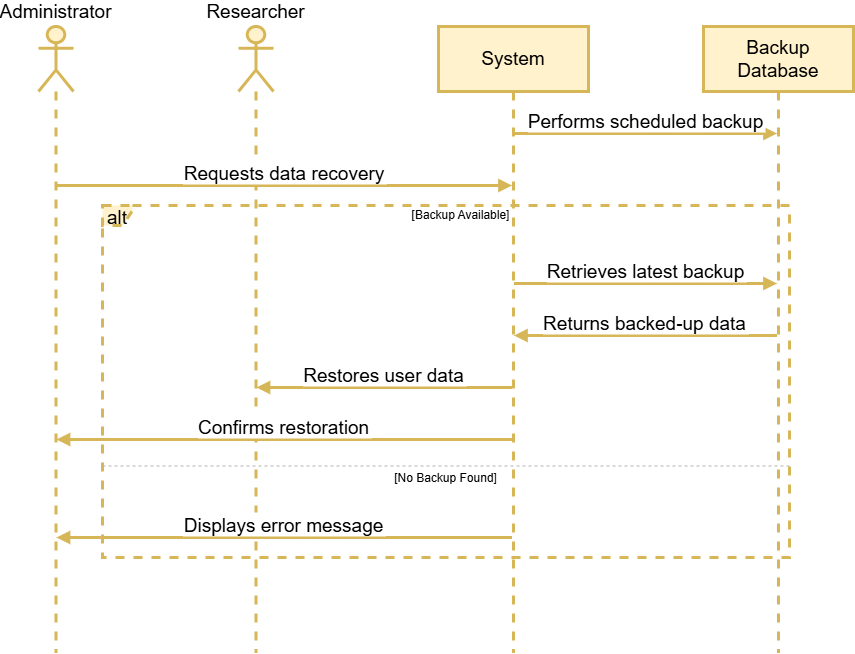 Administrator
Researcher
System
Backup
Database
Performs scheduled backup
Requests data recovery
alt
[Backup Available]
Retrieves latest backup
Returns backed-up data
Restores user data
Confirms restoration
[No Backup Found]
Displays error message